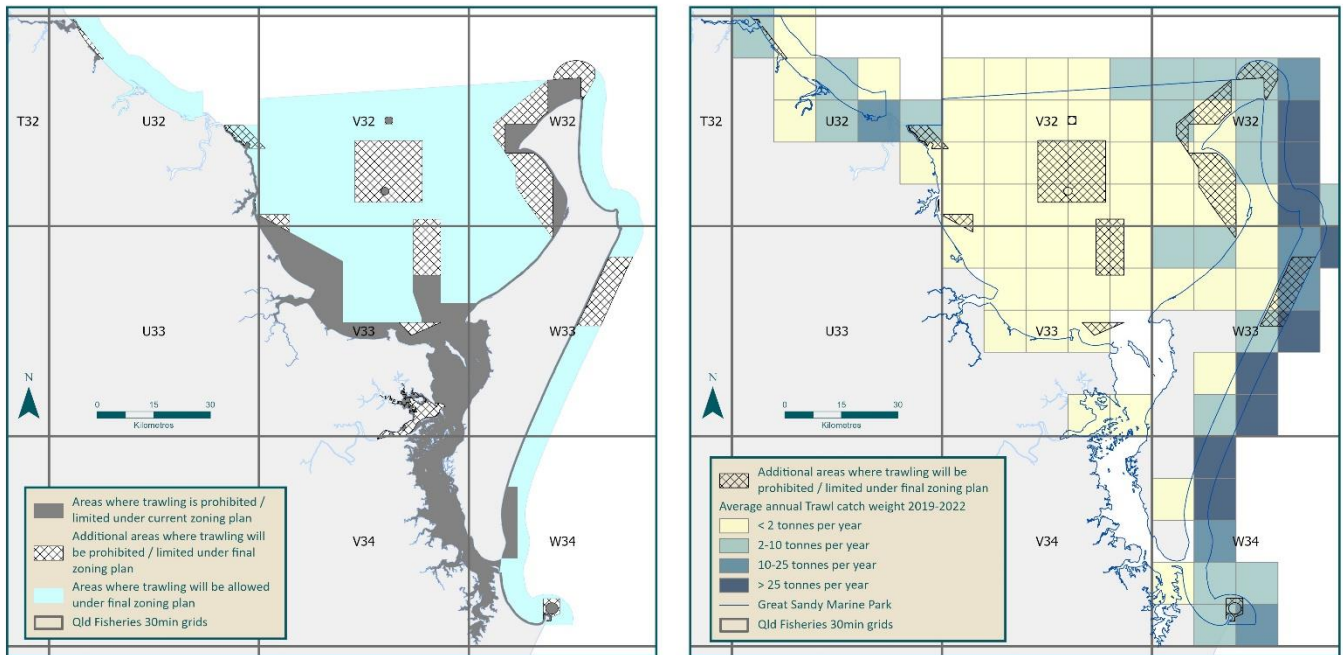 T32
U32
V32
W32
U33
V33
W33
V34
W34
N
0 15 30
Kilometres
Areas where trawling is prohibited /
limited under current zoning plan
Additional areas where trawling will
be prohibited / limited under final
zoning plan
Areas where trawling will be allowed
under final zoning plan
Qld Fisheries 30min grids
T32
U32
V32
W32
U33
V33
W33
V34
W34
N
0 15 30
Kilometres
Additional areas where trawling will be
prohibited / limited under final zoning plan
Average annual Trawl catch weight 2019-2022
< 2 tonnes per year
2-10 tonnes per year
10-25 tonnes per year
> 25 tonnes per year
Great Sandy Marine Park
Qld Fisheries 30min grids